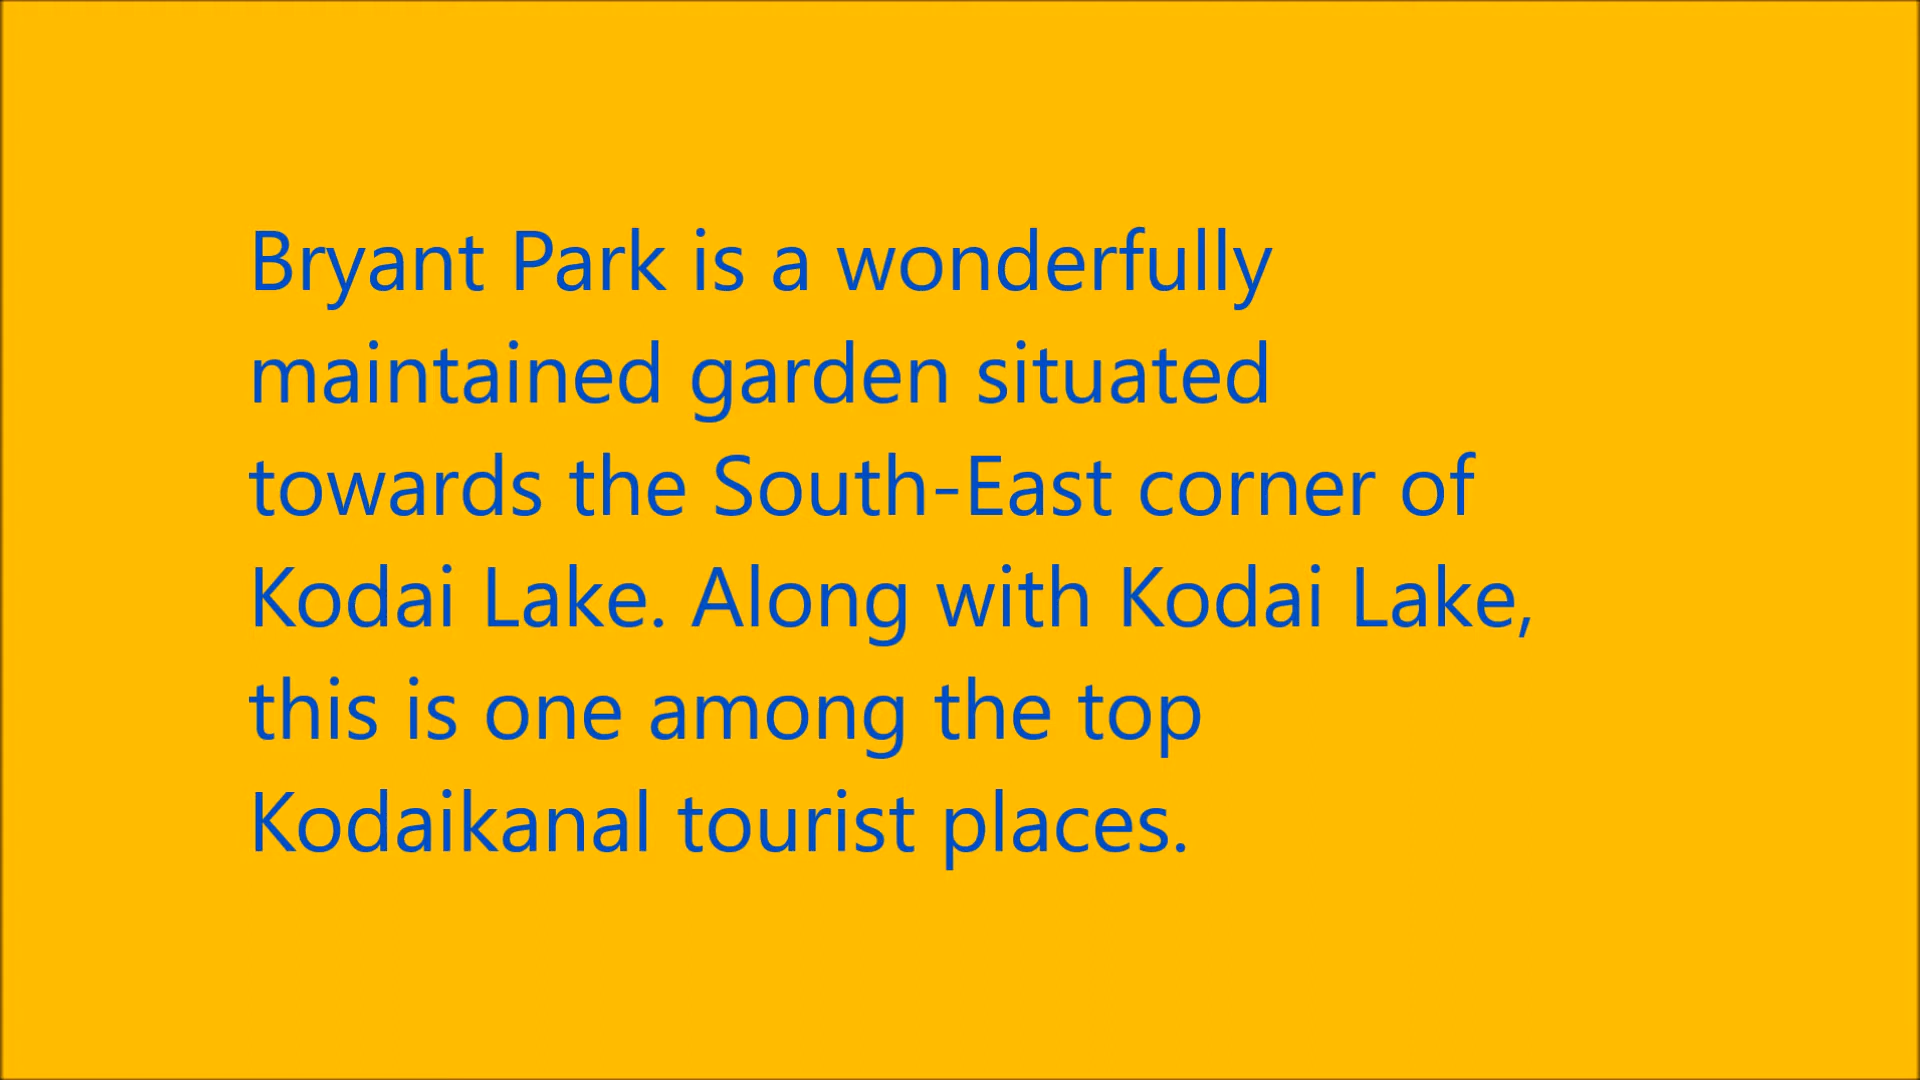 Bryant Park is a wonderfully
maintained garden situated
towards the South-East corner of
Kodai Lake. Along with Kodai Lake,
this is one among the top
Kodaikanal tourist places.